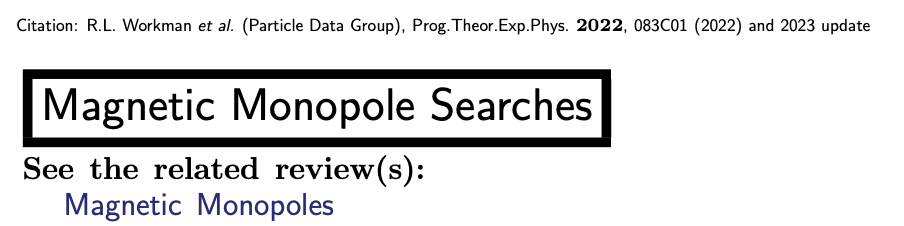 Citation: R.L. Workman et al. (Particle Data Group), Prog.Theor.Exp.Phys. 2022, 083C01 (2022) and 2023 update
Magnetic Monopole Searches
See the related review(s):
Magnetic Monopoles